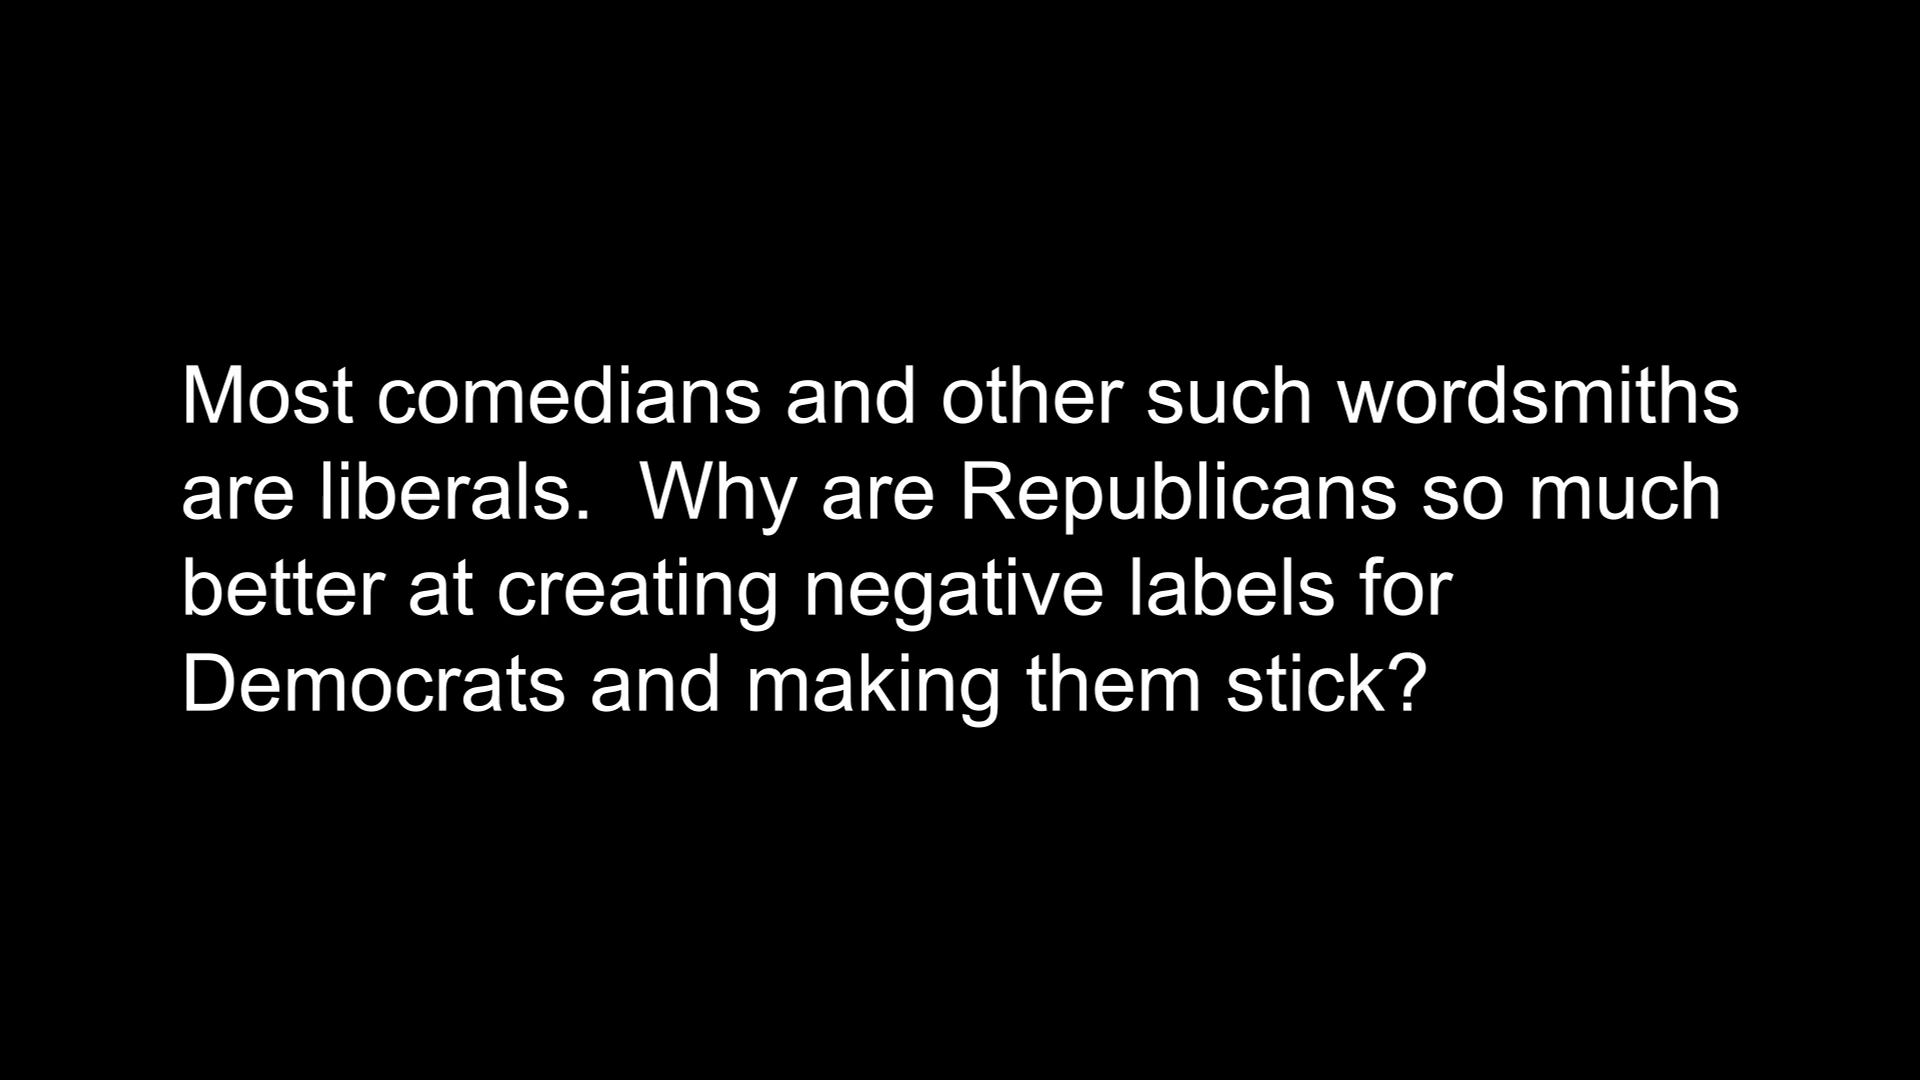 Most comedians and other such wordsmiths
are liberals.  Why are Republicans so much
better at creating negative labels for
Democrats and making them stick?